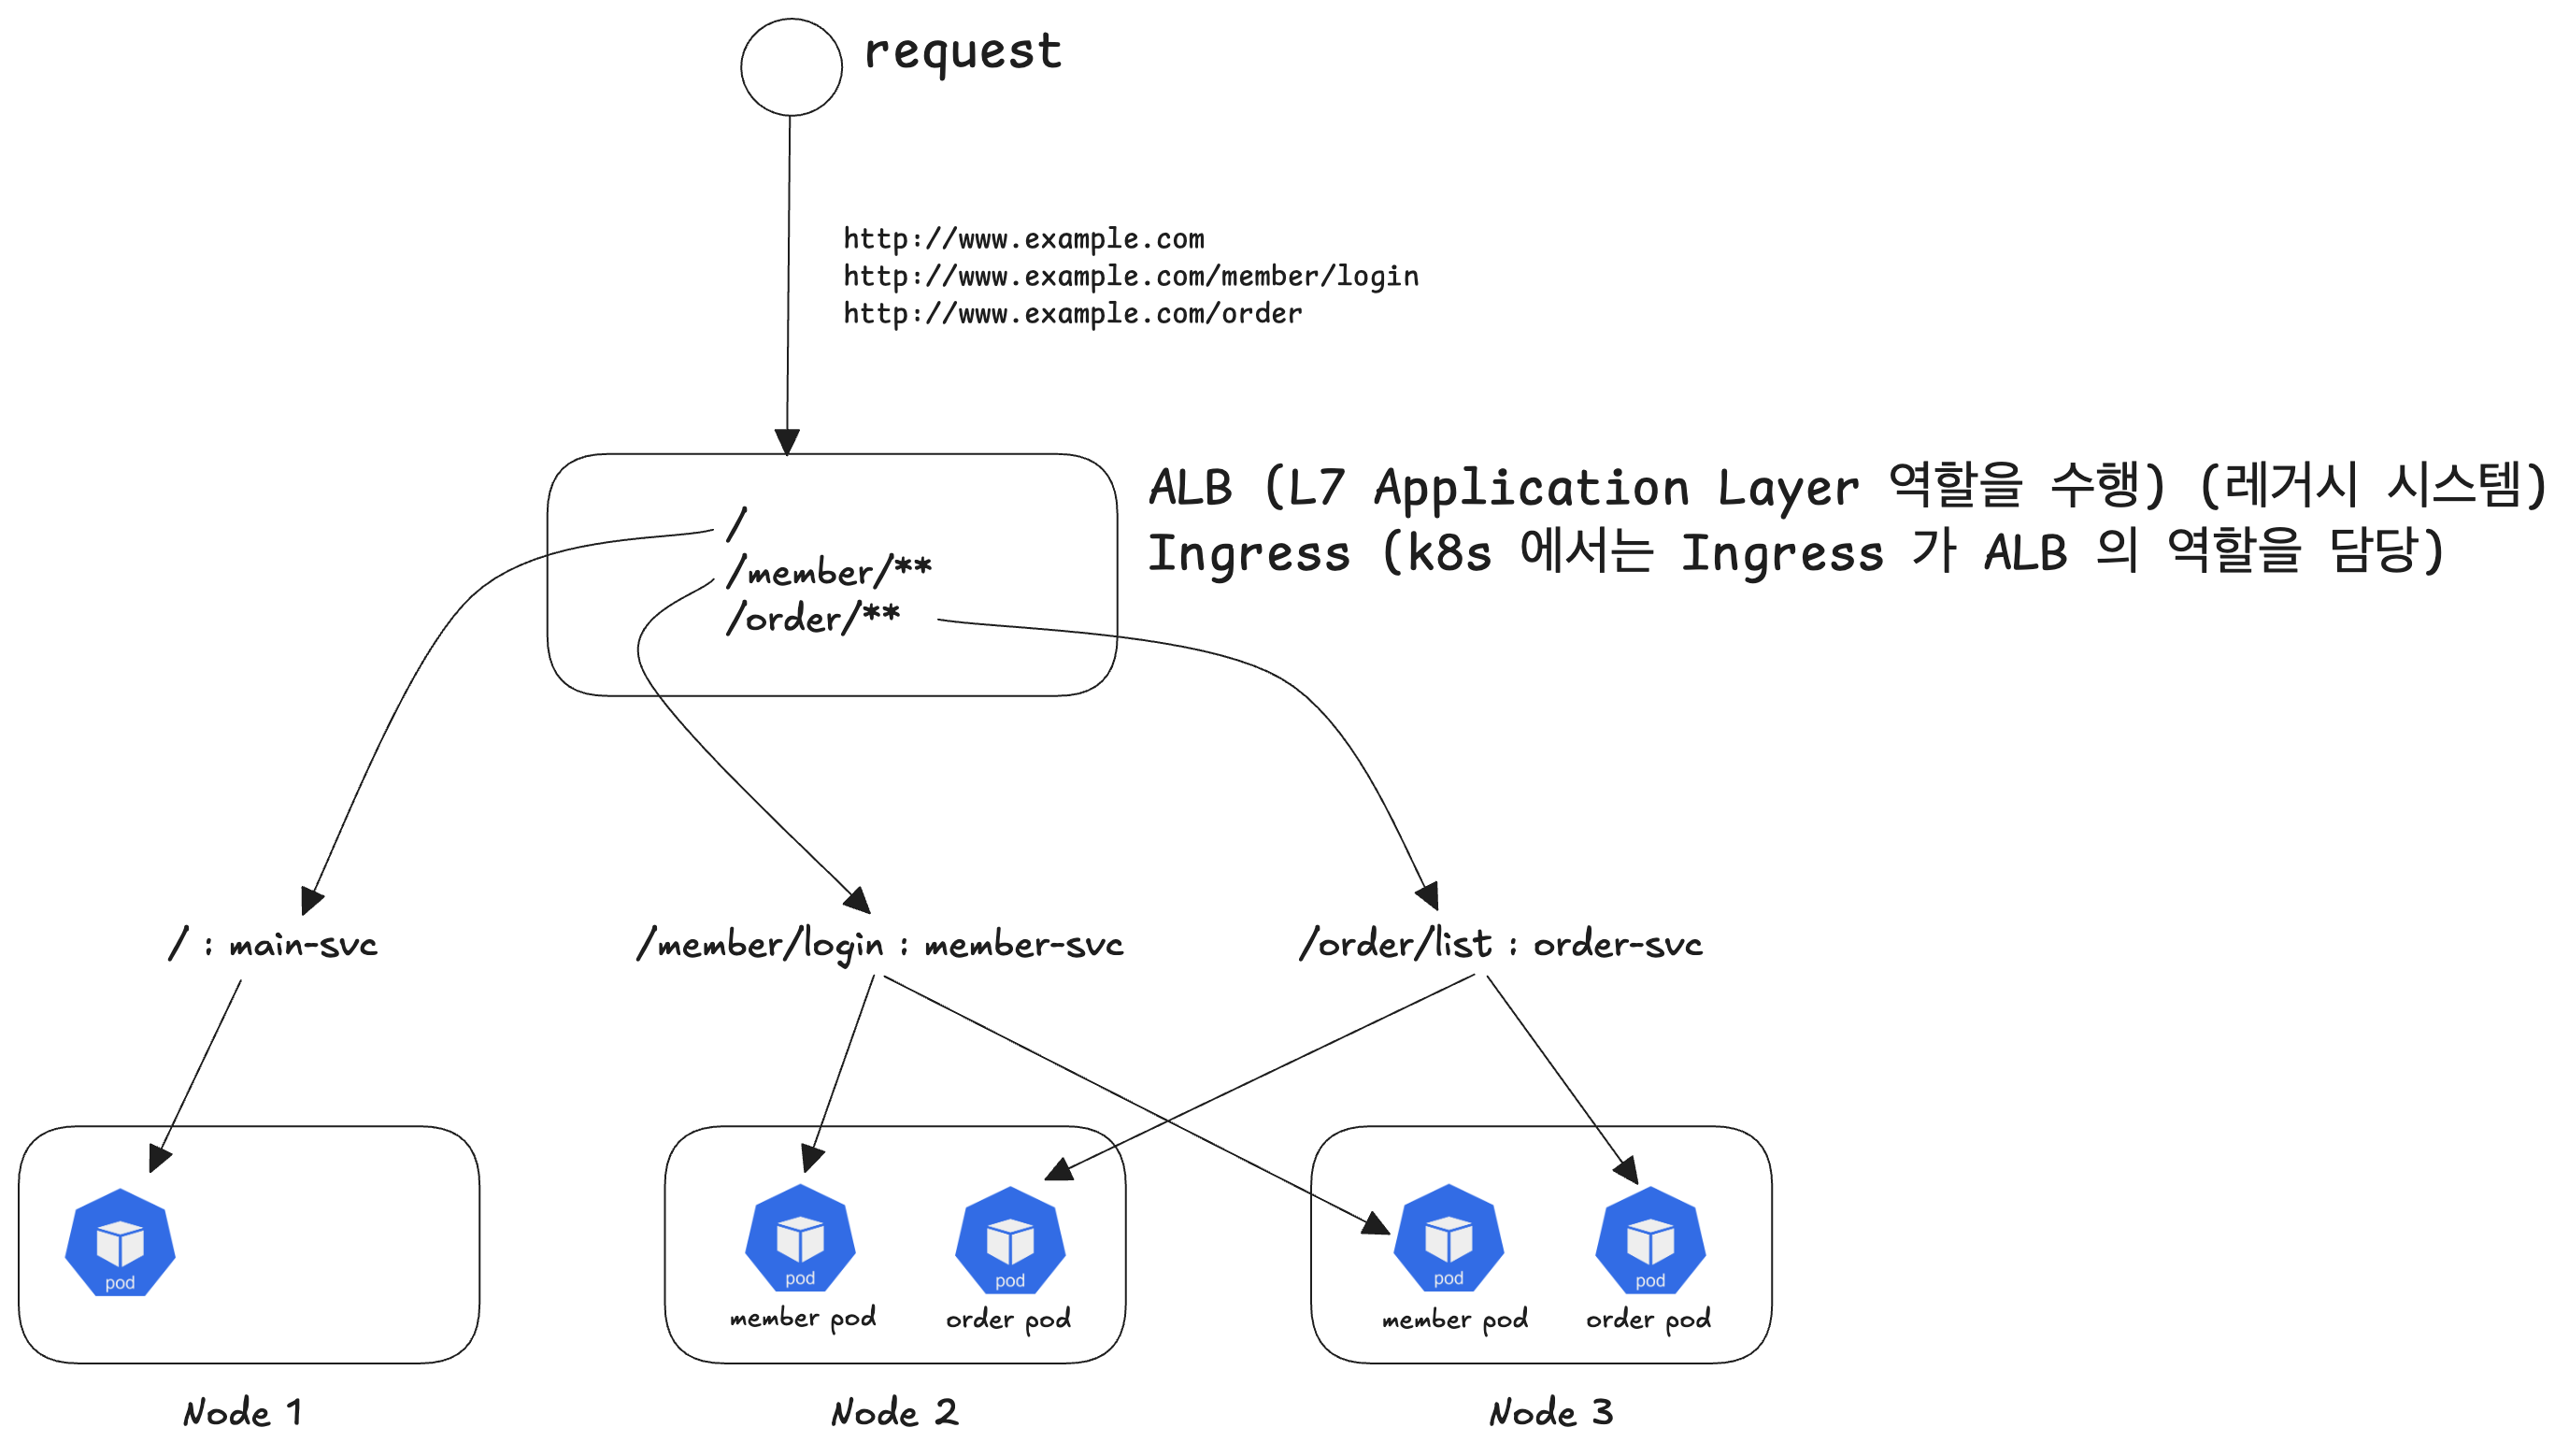 request
http://www.example.com
http://www.example.com/member/login
http://www.example.com/order
ALB (L7 Application Layer 역할을 수행) (레거시 시스템)
Ingress (k8s 에서는 Ingress 가 ALB 의 역할을 담당)
/
/member/**
/order/**
/ : main-svc
/member/login : member-svc
/order/list : order-svc
pod
pod
pod
pod
pod
member pod
order pod
member pod
order pod
Node 1
Node 2
Node 3